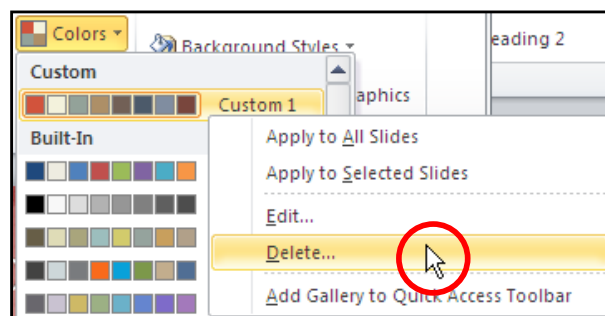 Colors
Background Styles
eading 2
Custom
aphics
Custom 1
Built-In
Apply to All Slides
Apply to Selected Slides
Edit...
Delete...
Add Gallery to Quick Access Toolbar